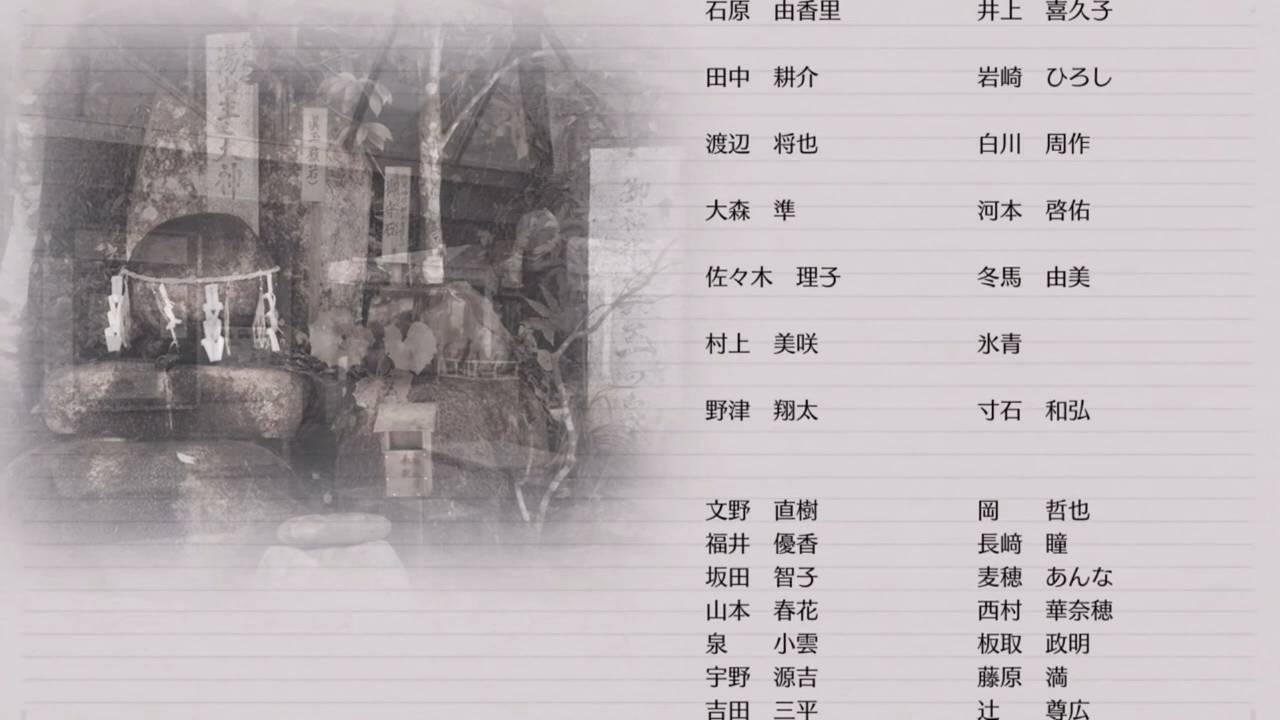 石原　由香里　井上　喜久子
田中　耕介　岩崎　ひろし
渡辺　将也　白川　周作
大森　準　河本　啓佑
佐々木　理子　冬馬　由美
村上　美咲　氷青
野津　翔太　寸石　和弘
文野　直樹　岡　哲也
福井　優香　長﨑　瞳
坂田　智子　麦穂　あんな
山本　春花　西村　華奈穂
泉　小雲　板取　政明
宇野　源吉　藤原　満
吉田　三平　辻　尊広